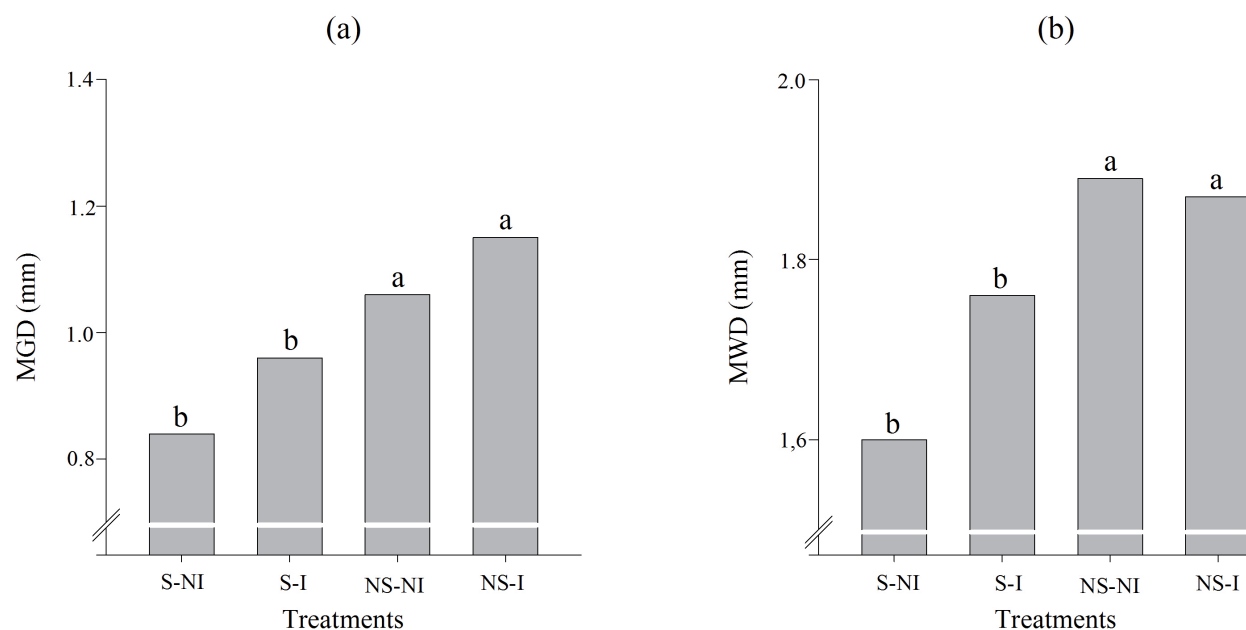 (a)
1.4
1.2
1.0
0.8
MGD (mm)
b
b
a
a
S-NI
S-I
NS-NI
NS-I
Treatments
(b)
2.0
1.8
1,6
MWD (mm)
b
b
a
a
S-NI
S-I
NS-NI
NS-I
Treatments